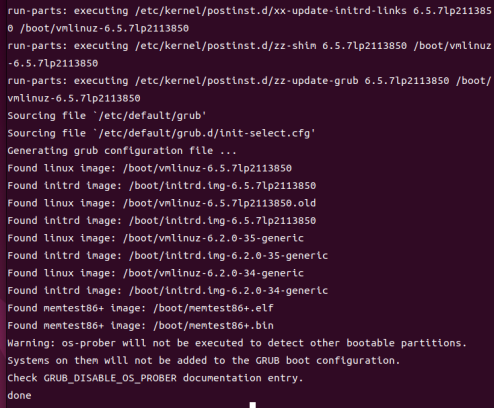 run-parts: executing /etc/kernel/postinst.d/xx-update-initrd-links 6.5.7lp211385
0 /boot/vmlinuz-6.5.7lp2113850
run-parts: executing /etc/kernel/postinst.d/zz-shim 6.5.7lp2113850 /boot/vmlinuz
-6.5.7lp2113850
run-parts: executing /etc/kernel/postinst.d/zz-update-grub 6.5.7lp2113850 /boot/
vmlinuz-6.5.7lp2113850
Sourcing file `/etc/default/grub'
Sourcing file `/etc/default/grub.d/init-select.cfg'
Generating grub configuration file ...
Found linux image: /boot/vmlinuz-6.5.7lp2113850
Found initrd image: /boot/initrd.img-6.5.7lp2113850
Found linux image: /boot/vmlinuz-6.5.7lp2113850.old
Found initrd image: /boot/initrd.img-6.5.7lp2113850
Found linux image: /boot/vmlinuz-6.2.0-35-generic
Found initrd image: /boot/initrd.img-6.2.0-35-generic
Found linux image: /boot/vmlinuz-6.2.0-34-generic
Found initrd image: /boot/initrd.img-6.2.0-34-generic
Found memtest86+ image: /boot/memtest86+.elf
Found memtest86+ image: /boot/memtest86+.bin
Warning: os-prober will not be executed to detect other bootable partitions.
Systems on them will not be added to the GRUB boot configuration.
Check GRUB_DISABLE_OS_PROBER documentation entry.
done